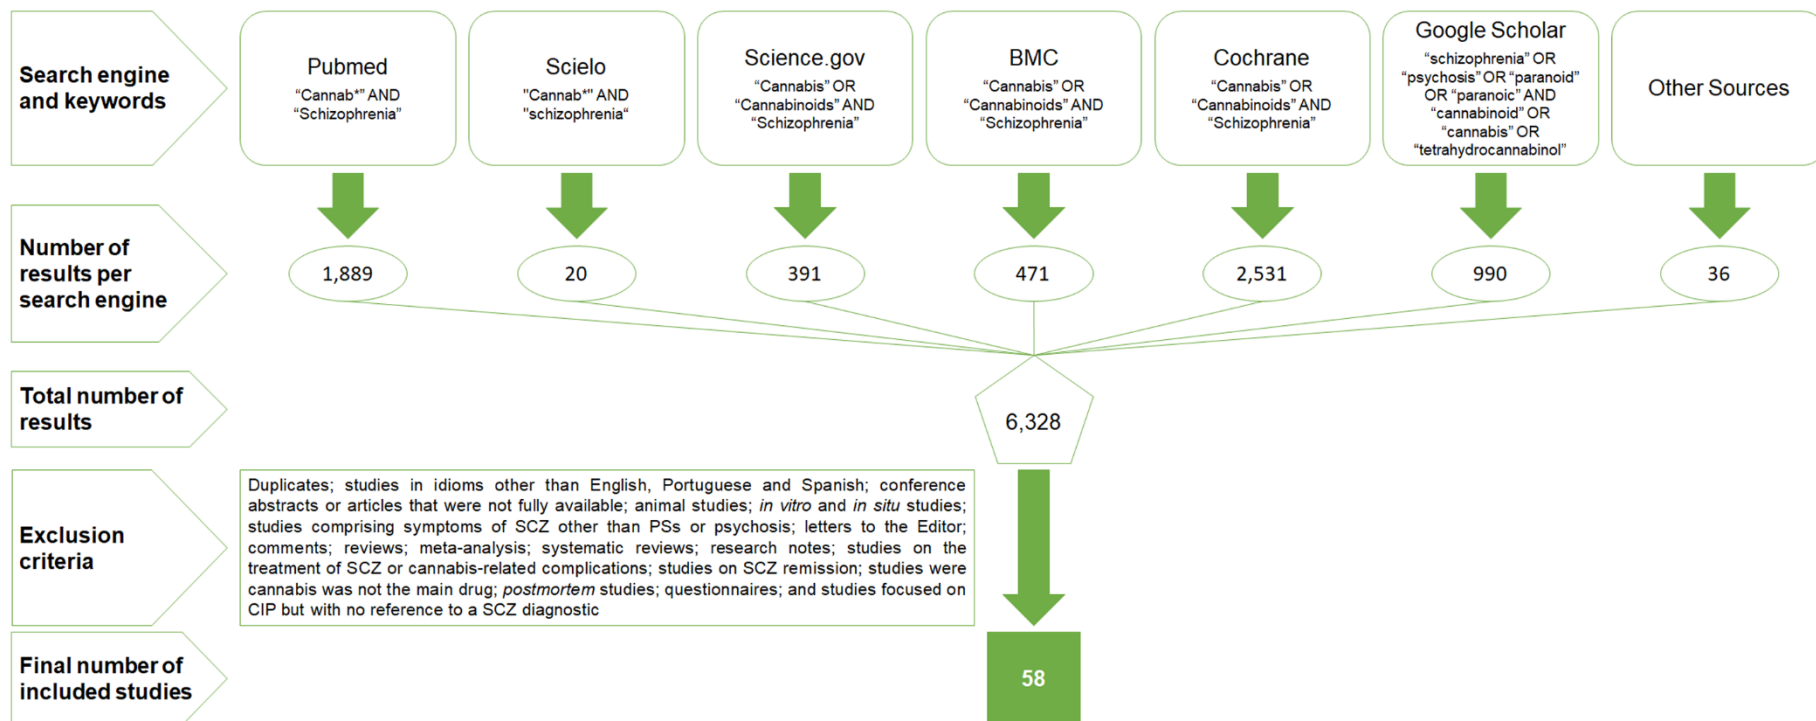 Search engine
and keywords
Pubmed
“Cannab*” AND
“Schizophrenia”
Scielo
"Cannab*" AND
"schizophrenia“
Science.gov
“Cannabis” OR
“Cannabinoids” AND
“Schizophrenia”
BMC
“Cannabis” OR
“Cannabinoids” AND
“Schizophrenia”
Cochrane
“Cannabis” OR
“Cannabinoids” AND
“Schizophrenia”
Google Scholar
“schizophrenia” OR
“psychosis” OR “paranoid”
OR “paranoic” AND
“cannabinoid” OR
“cannabis” OR
“tetrahydrocannabinol”
Other Sources
Number of
results per
search engine
1,889
20
391
471
2,531
990
36
Total number of
results
6,328
Exclusion
criteria
Duplicates; studies in idioms other than English, Portuguese and Spanish; conference
abstracts or articles that were not fully available; animal studies; in vitro and in situ studies;
studies comprising symptoms of SCZ other than PSs or psychosis; letters to the Editor;
comments; reviews; meta-analysis; systematic reviews; research notes; studies on the
treatment of SCZ or cannabis-related complications; studies on SCZ remission; studies were
cannabis was not the main drug; postmortem studies; questionnaires; and studies focused on
CIP but with no reference to a SCZ diagnostic
Final number of
included studies
58